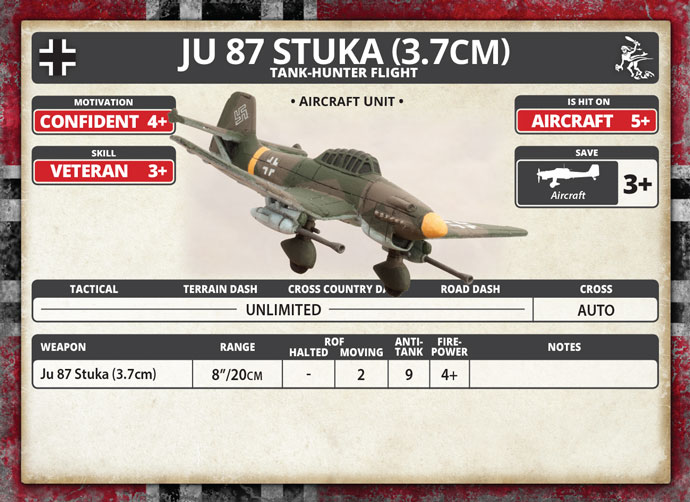 JU 87 STUKA (3.7CM)
TANK-HUNTER FLIGHT
MOTIVATION
CONFIDENT 4+
• AIRCRAFT UNIT •
IS HIT ON
AIRCRAFT 5+
SKILL
VETERAN 3+
SAVE
Aircraft 3+
TACTICAL TERRAIN DASH CROSS COUNTRY ROAD DASH CROSS
UNLIMITED AUTO
WEAPON RANGE ROF HALTED MOVING ANTI-TANK FIRE-POWER NOTES
Ju 87 Stuka (3.7cm) 8”/20CM - 2 9 4+